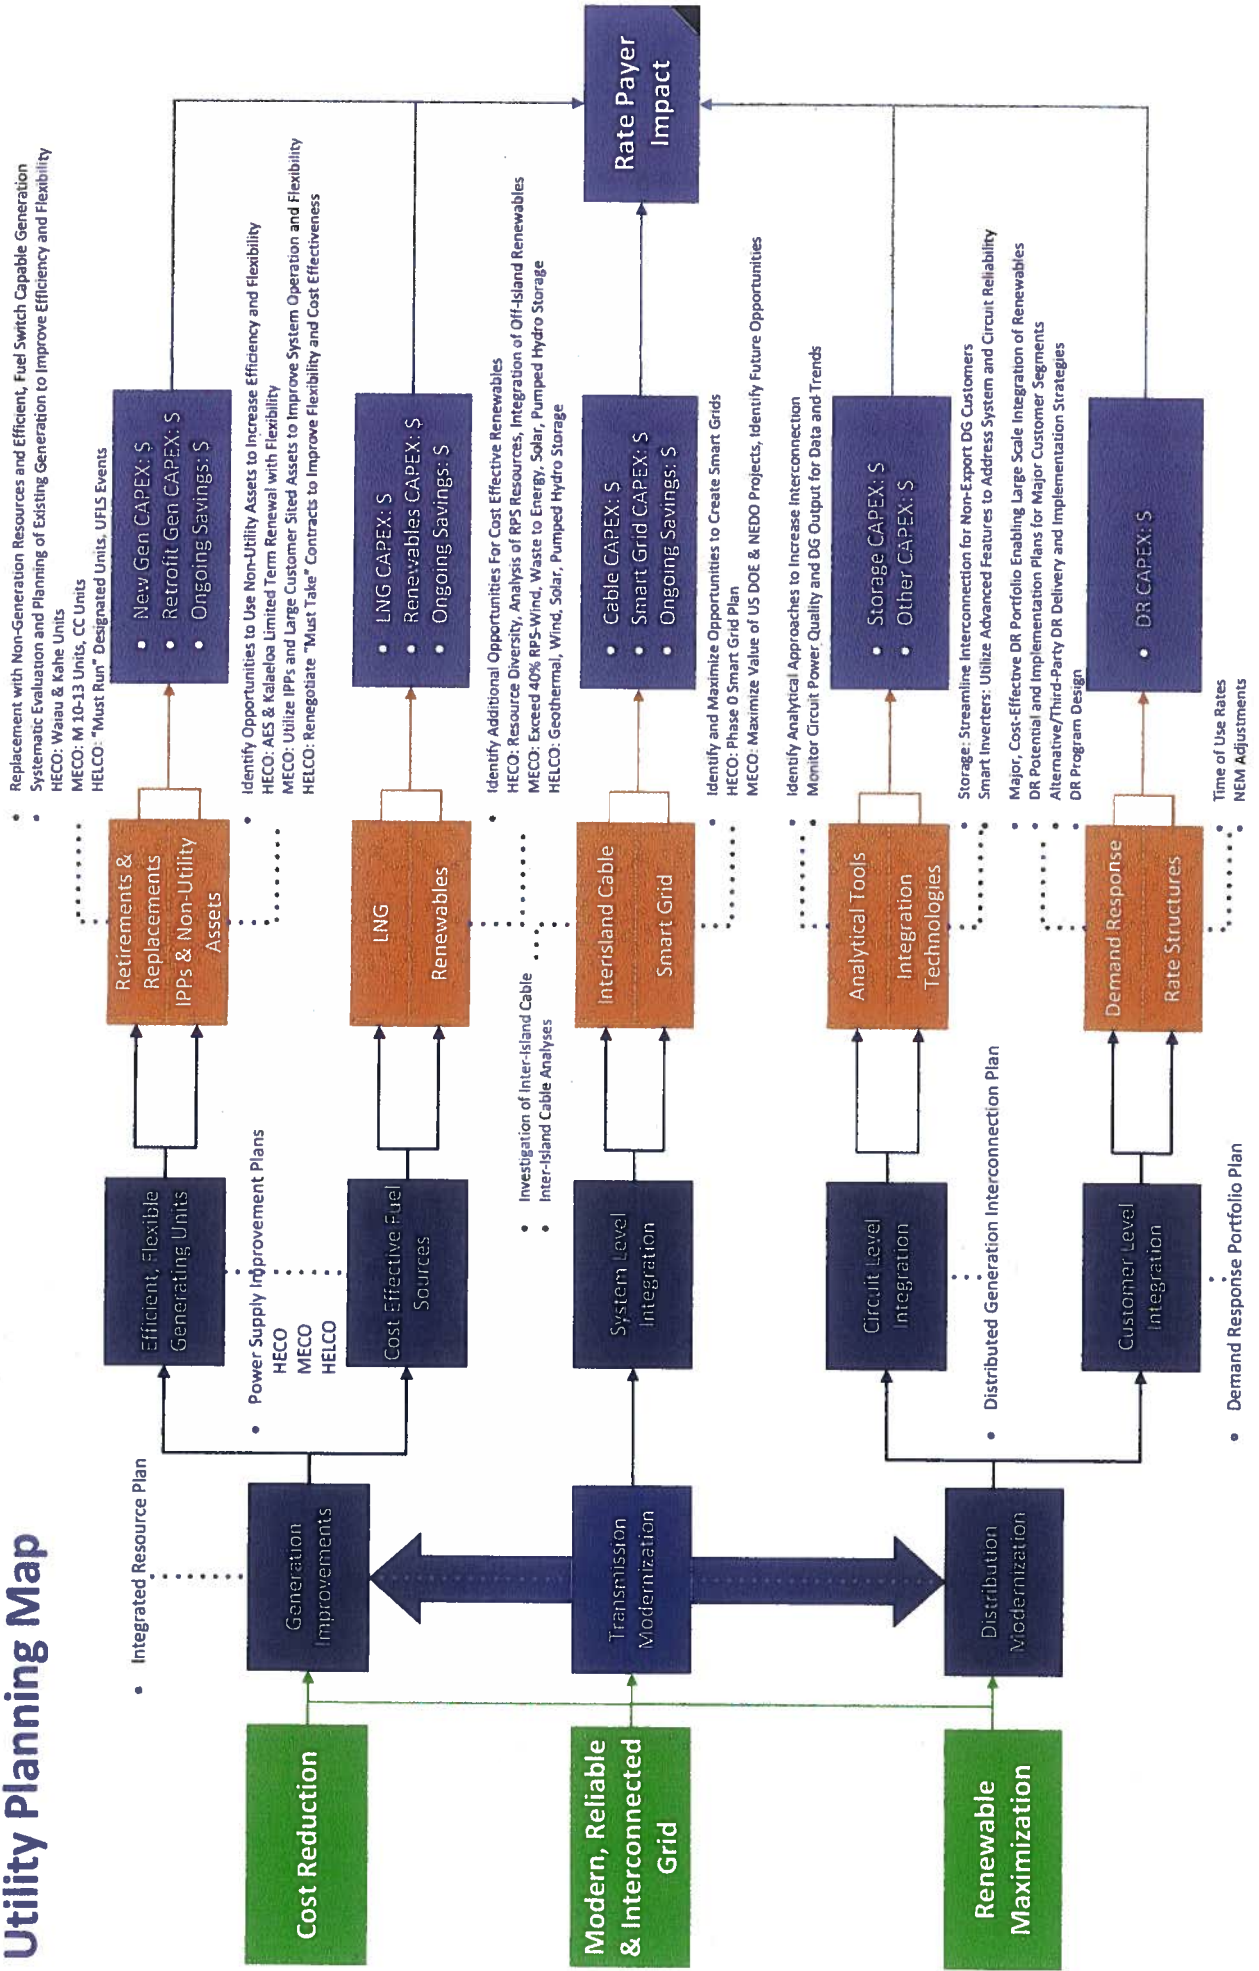 Utility Planning Map
Cost Reduction
Modern, Reliable
& Interconnected
Grid
Renewable
Maximization
• Integrated Resource Plan
Generation
Improvements
Transmission
Modernization
Distribution
Modernization
Efficient, Flexible
Generating Units
• Power Supply Improvement Plans
HECO
MECO
HELCO
Cost Effective Fuel
Sources
• Investigation of Inter-Island Cable
• Inter-Island Cable Analyses
System Level
Integration
Circuit Level
Integration
• Distributed Generation Interconnection Plan
Customer Level
Integration
• Demand Response Portfolio Plan
Retirements &
Replacements
IPPs & Non-Utility
Assets
LNG
Renewables
Interisland Cable
Smart Grid
Analytical Tools
Integration
Technologies
Demand Response
Rate Structures
• Replacement with Non-Generation Resources and Efficient, Fuel Switch Capable Generation
• Systematic Evaluation and Planning of Existing Generation to Improve Efficiency and Flexibility
HECO: Waiau & Kahe Units
MECO: M 10-13 Units, CC Units
HELCO: "Must Run" Designated Units, UFLS Events
• New Gen CAPEX: $
• Retrofit Gen CAPEX: $
• Ongoing Savings: $
• Identify Opportunities to Use Non-Utility Assets to Increase Efficiency and Flexibility
HECO: AES & Kalaeloa Limited Term Renewal with Flexibility
MECO: Utilize IPPs and Large Customer Sited Assets to Improve System Operation and Flexibility
HELCO: Renegotiate "Must Take" Contracts to Improve Flexibility and Cost Effectiveness
• LNG CAPEX: $
• Renewables CAPEX: $
• Ongoing Savings: $
• Identify Additional Opportunities For Cost Effective Renewables
HECO: Resource Diversity, Analysis of RPS Resources, Integration of Off-Island Renewables
MECO: Exceed 40% RPS-Wind, Waste to Energy, Solar, Pumped Hydro Storage
HELCO: Geothermal, Wind, Solar, Pumped Hydro Storage
• Cable CAPEX: $
• Smart Grid CAPEX: $
• Ongoing Savings: $
• Identify and Maximize Opportunities to Create Smart Grids
HECO: Phase 0 Smart Grid Plan
MECO: Maximize Value of US DOE & NEDO Projects, Identify Future Opportunities
• Identify Analytical Approaches to Increase Interconnection
• Monitor Circuit Power Quality and DG Output for Data and Trends
• Storage CAPEX: $
• Other CAPEX: $
• Storage: Streamline Interconnection for Non-Export DG Customers
• Smart Inverters: Utilize Advanced Features to Address System and Circuit Reliability
• Major, Cost-Effective DR Portfolio Enabling Large Scale Integration of Renewables
• DR Potential and Implementation Plans for Major Customer Segments
• Alternative/Third-Party DR Delivery and Implementation Strategies
• DR Program Design
• DR CAPEX: $
• Time of Use Rates
• NEM Adjustments
Rate Payer
Impact